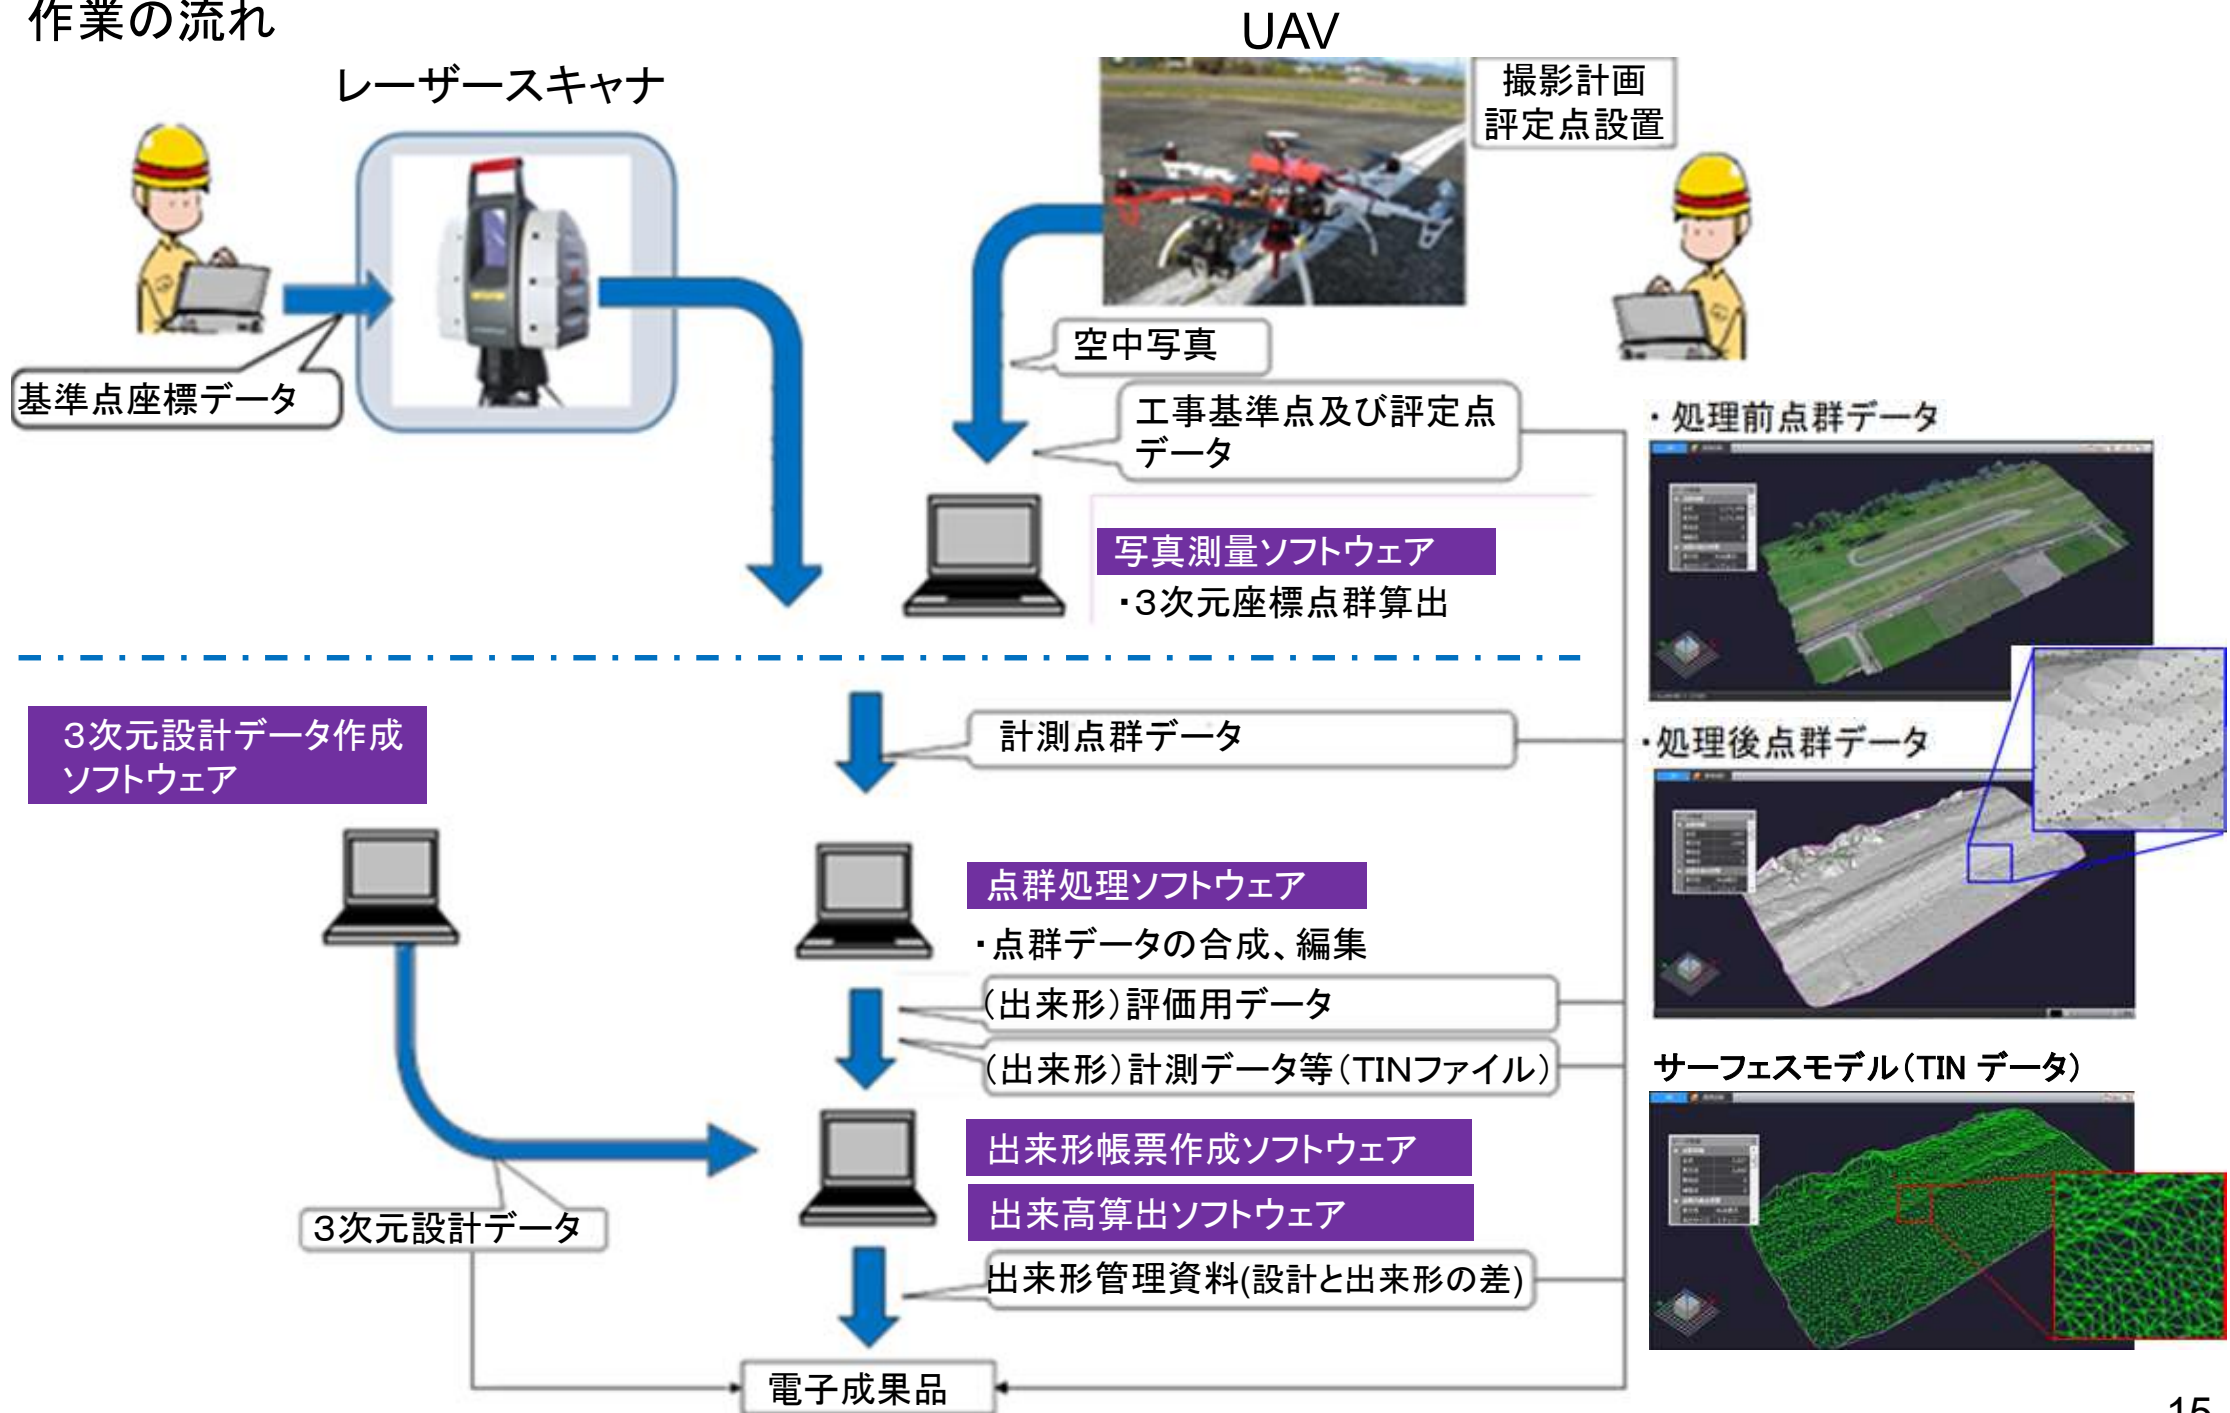 作業の流れ
UAV
レーザースキャナ
撮影計画
評定点設置
空中写真
基準点座標データ
工事基準点及び評定点
データ
・処理前点群データ
写真測量ソフトウェア
・3次元座標点群算出
3次元設計データ作成
ソフトウェア
計測点群データ
・処理後点群データ
点群処理ソフトウェア
・点群データの合成、編集
(出来形)評価用データ
(出来形)計測データ等(TINファイル)
サーフェスモデル(TIN データ)
出来形帳票作成ソフトウェア
出来高算出ソフトウェア
3次元設計データ
出来形管理資料(設計と出来形の差)
電子成果品
15